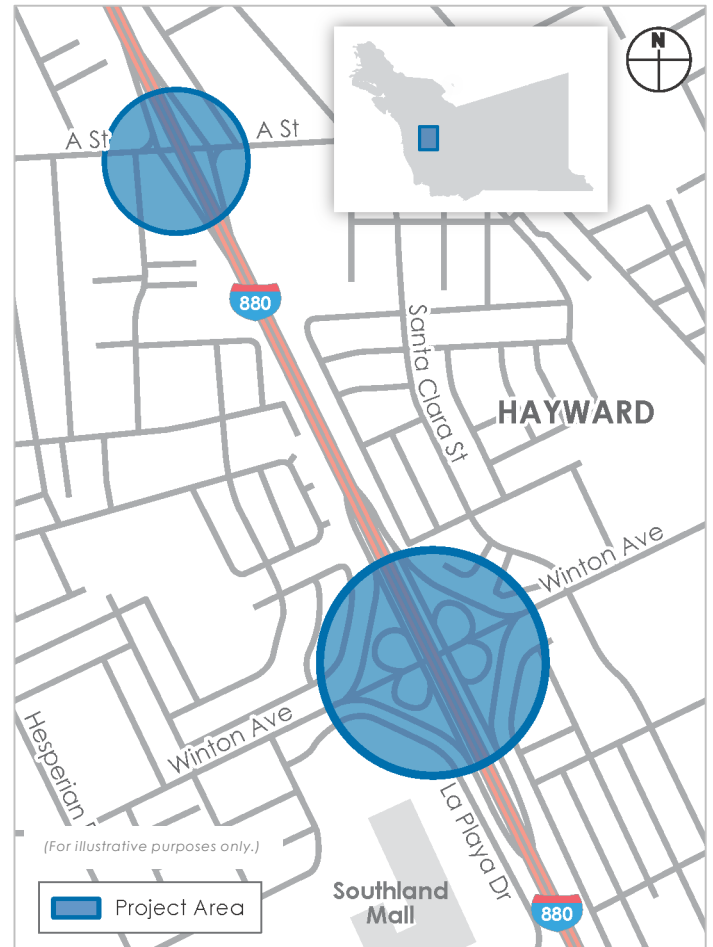 N
A St
A St
880
Santa Clara St
HAYWARD
Winton Ave
Winton Ave
Hesperian
La Playa Dr
(For illustrative purposes only.)
Southland
Mall
Project Area
880